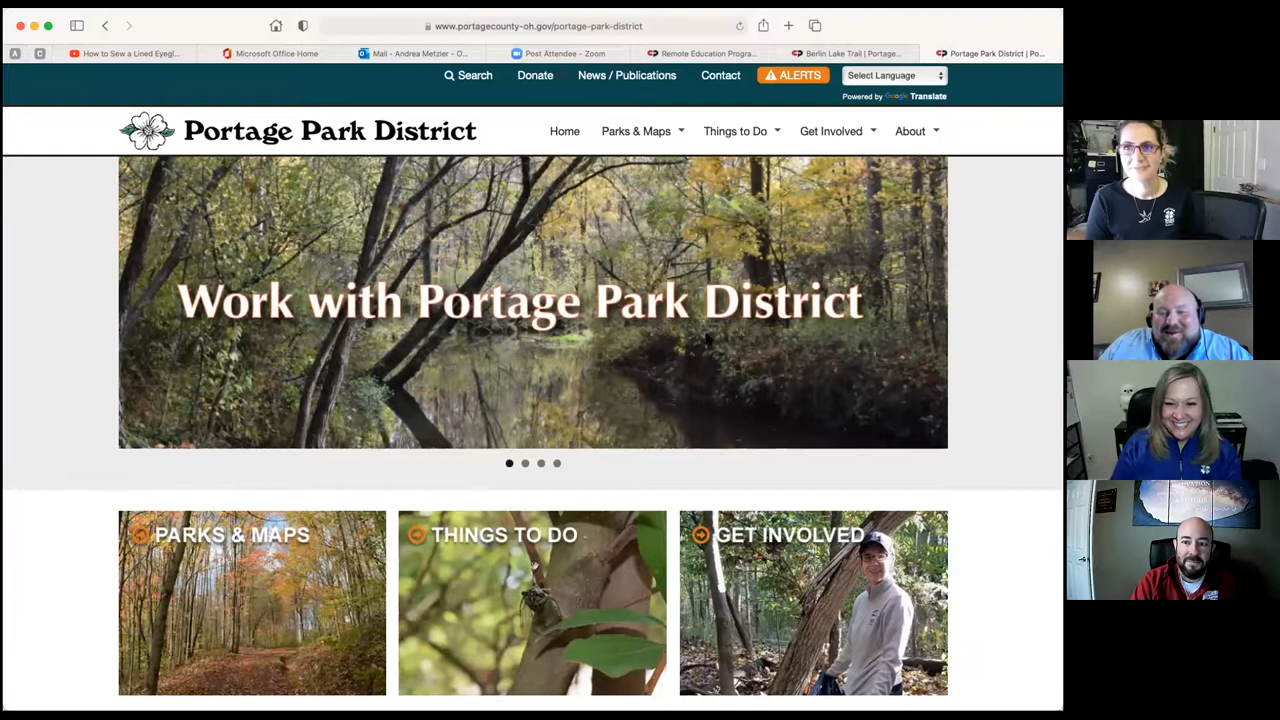 www.portagecounty-oh.gov/portage-park-district
A
C
How to Sew a Lined Eyegl...
Microsoft Office Home
Mail - Andrea Metzler - O...
Post Attendee - Zoom
Remote Education Progra...
Berlin Lake Trail | Portage...
Portage Park District | Po...
Search
Donate
News / Publications
Contact
ALERTS
Select Language
Powered by Google Translate
Portage Park District
Home
Parks & Maps
Things to Do
Get Involved
About
Work with Portage Park District
PARKS & MAPS
THINGS TO DO
GET INVOLVED